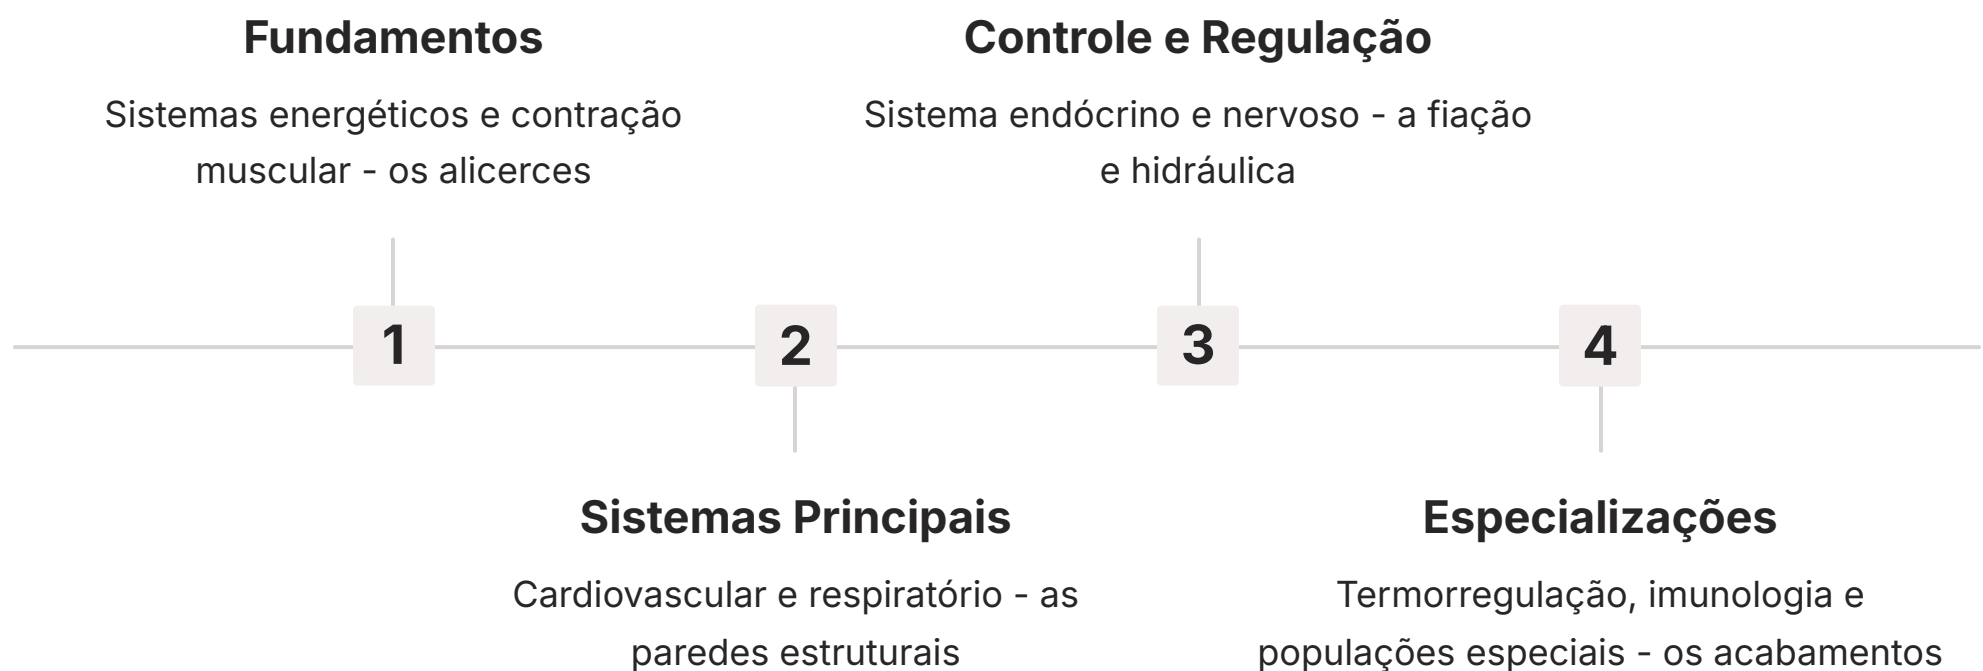 Fundamentos
Sistemas energéticos e contração
muscular - os alicerces
Controle e Regulação
Sistema endócrino e nervoso - a fiação
e hidráulica
1
2
3
4
Sistemas Principais
Cardiovascular e respiratório - as
paredes estruturais
Especializações
Termorregulação, imunologia e
populações especiais - os acabamentos